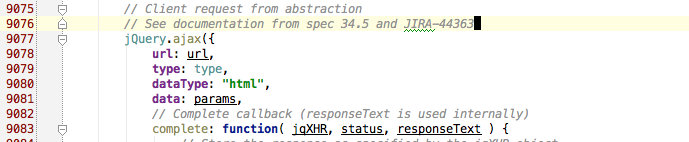 9075 // Client request from abstraction
9076 // See documentation from spec 34.5 and JIRA-44363
9077 jQuery.ajax({
9078 url: url,
9079 type: type,
9080 dataType: "html",
9081 data: params,
9082 // Complete callback (responseText is used internally)
9083 complete: function( jqXHR, status, responseText ) {
9084 // Store the response as specified by the jqXHR object